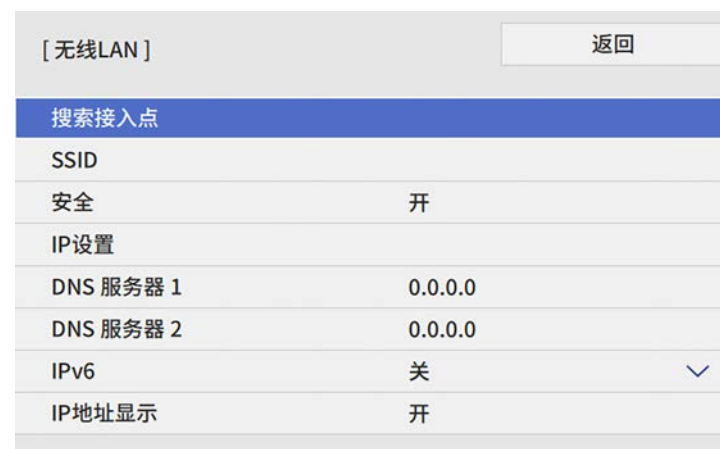 [ 无线LAN ] 返回
搜索接入点
SSID
安全 开
IP设置
DNS 服务器 1 0.0.0.0
DNS 服务器 2 0.0.0.0
IPv6 关
IP地址显示 开